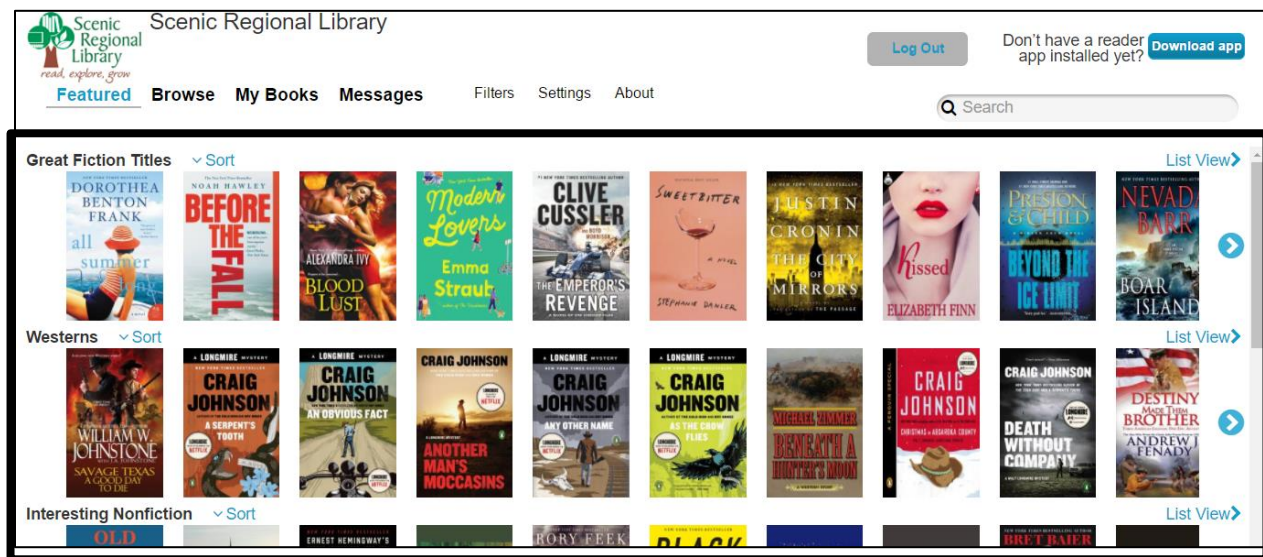 Scenic
Regional
Library
read, explore, grow
Scenic Regional Library
Log Out
Don't have a reader
app installed yet?
Download app
Featured Browse My Books Messages Filters Settings About
Search
Great Fiction Titles Sort List View
DOROTHEA
BENTON
FRANK
all
summer
long
NOAH HAWLEY
BEFORE
THE
FALL
ALEXANDRA IVY
BLOOD
LUST
Modern
Lovers
Emma
Straub
CLIVE
CUSSLER
THE EMPEROR'S
REVENGE
SWEETBITTER
A NOVEL
STEPHANIE DANLER
JUSTIN
CRONIN
THE CITY
OF
MIRRORS
Kissed
ELIZABETH FINN
PRESTON
& CHILD
BEYOND THE
ICE LIMIT
NEVADA
BARR
BOAR
ISLAND
Westerns Sort List View
WILLIAM W.
JOHNSTONE
SAVAGE TEXAS
A GOOD DAY
TO DIE
A LONGMIRE MYSTERY
CRAIG
JOHNSON
A SERPENT'S
TOOTH
A LONGMIRE MYSTERY
CRAIG
JOHNSON
AN OBVIOUS FACT
CRAIG JOHNSON
ANOTHER
MAN'S
MOCCASINS
A LONGMIRE MYSTERY
CRAIG
JOHNSON
ANY OTHER NAME
A LONGMIRE MYSTERY
CRAIG
JOHNSON
AS THE CROW
FLIES
MICHAEL ZIMMER
BENEATH A
HUNTER'S MOON
A PENGUIN SPECIAL
CRAIG
JOHNSON
CHRISTMAS IN ABSAROKA COUNTY
CRAIG JOHNSON
DEATH
WITHOUT
COMPANY
DESTINY
MADE THEM
BROTHERS
ANDREW J
FENADY
Interesting Nonfiction Sort List View
OLD
ERNEST HEMINGWAY'S
RORY FEEK
BLACK
BRET BAIER